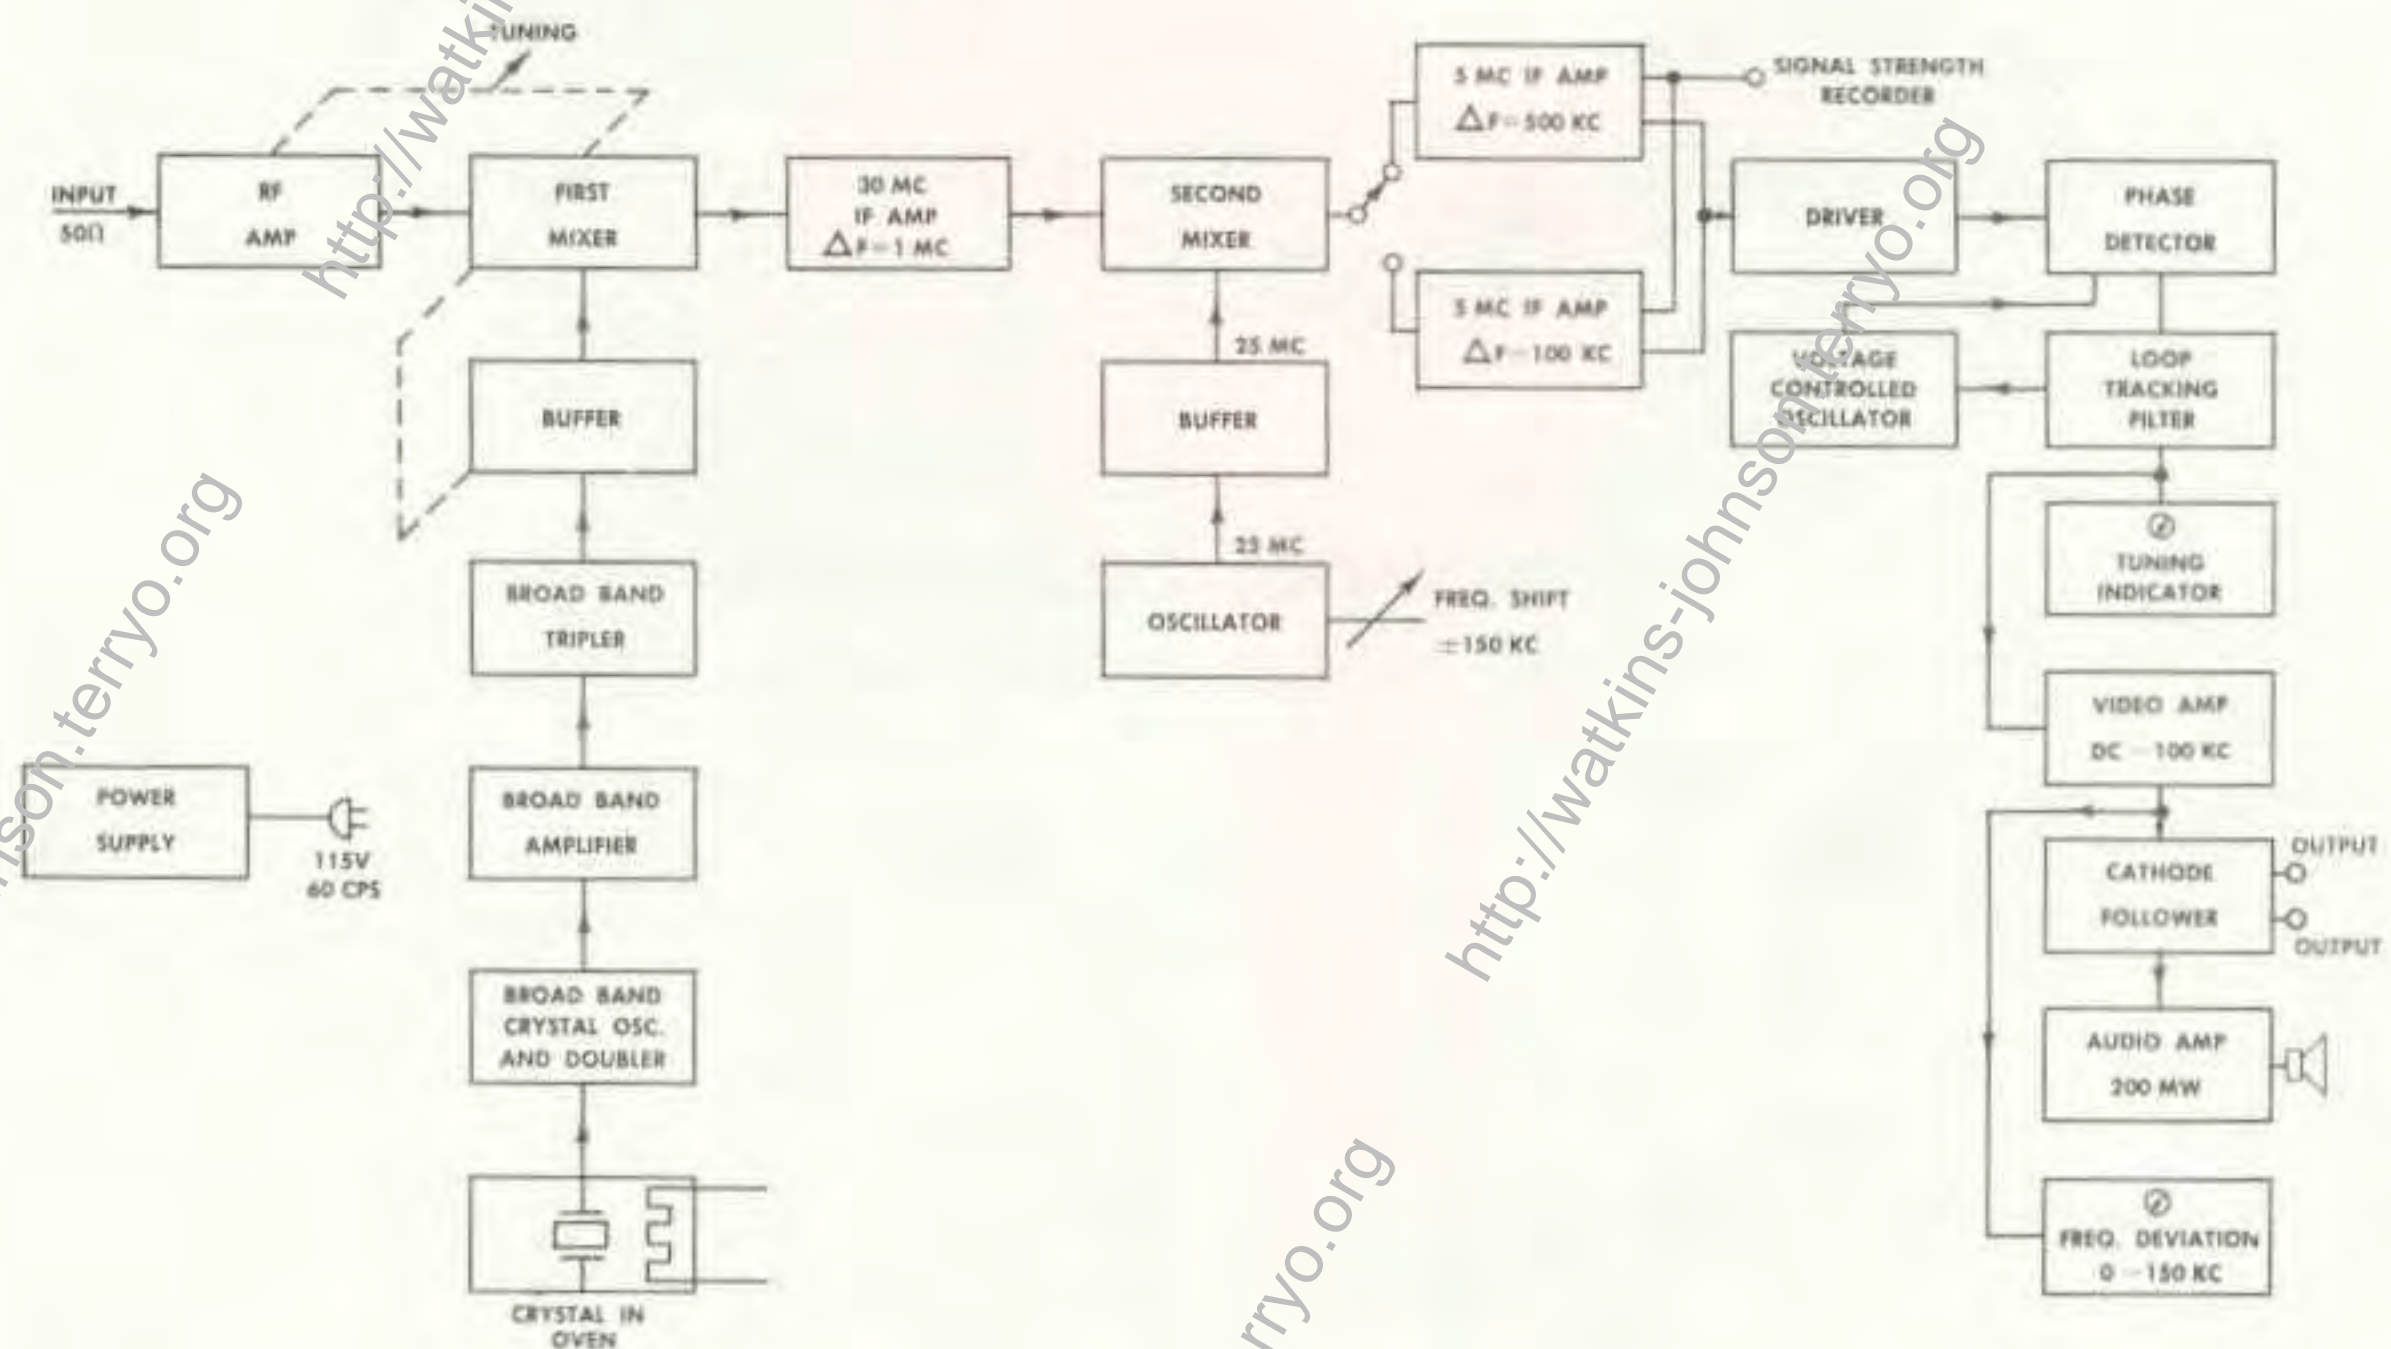 TUNING
INPUT
50Ω
RF
AMP
FIRST
MIXER
30 MC
IF AMP
△F=1 MC
SECOND
MIXER
5 MC IF AMP
△F=500 KC
SIGNAL STRENGTH
RECORDER
5 MC IF AMP
△F=100 KC
DRIVER
PHASE
DETECTOR
VOLTAGE
CONTROLLED
OSCILLATOR
LOOP
TRACKING
FILTER
TUNING
INDICATOR
BUFFER
25 MC
BUFFER
25 MC
OSCILLATOR
FREQ. SHIFT
±150 KC
BROAD BAND
TRIPLER
BROAD BAND
AMPLIFIER
BROAD BAND
CRYSTAL OSC.
AND DOUBLER
CRYSTAL IN
OVEN
POWER
SUPPLY
115V
60 CPS
VIDEO AMP
DC - 100 KC
CATHODE
FOLLOWER
OUTPUT
OUTPUT
AUDIO AMP
200 MW
FREQ. DEVIATION
0 - 150 KC
http://watkins-johnson.terryo.org